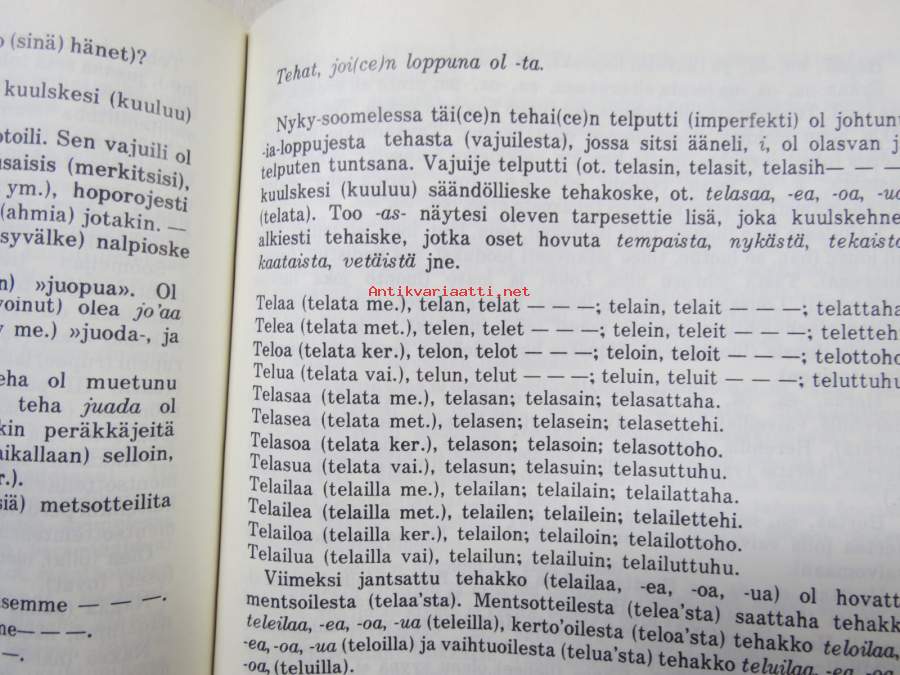 (sinä) hänet)?
kuulskesi (kuuluu)
otoili. Sen vajuili ol
nsaisis (merkitsisi),
ym.), hoporojesti
(ahmia) jotakin. —
syvälke) nalpioske
n) »juopua». Ol
voinut) olea jo'aa
me.) »juoda-, ja
eha ol muetunu
teha juada ol
kin peräkkäjeitä
aikallaan) selloin,
r.).
siä) metsotteilita
semme — — —.
ne— — —.
—.
Tehat, joi(ce)n loppuna ol -ta.
Nyky-soomelessa täi(ce)n tehai(ce)n telputti (imperfekti) ol johtunu
-ja-loppujesta tehasta (vajuilesta), jossa sitsi ääneli, i, ol olasvan j
telputen tuntsana. Vajuije telputti (ot. telasin, telasit, telasih— — —
kuulskesi (kuuluu) säändöllieske tehakoske, ot. telasaa, -ea, -oa, -ua
(telata). Too -as- näytesi oleven tarpesettie lisä, joka kuulskehne
alkiesti tehaiske, jotka oset hovuta tempaista, nykästä, tekaista
kaataista, vetäistä jne.
Antikvariaatti.net
Telaa (telata me.), telan, telat — — —; telain, telait — — —; telattaha
Telea (telata met.), telen, telet — — —; telein, teleit — — —; telettehi
Teloa (telata ker.), telon, telot — — —; teloin, teloit — — —; telottoho
Telua (telata vai.), telun, telut — — —; teluin, teluit — — —; teluttuhu
Telasaa (telata me.), telasan; telasain; telasattaha.
Telasea (telata met.), telasen; telasein; telasettehi.
Telasoa (telata ker.), telason; telasoin; telasottoho.
Telasua (telata vai.), telasun; telasuin; telasuttuhu.
Telailaa (telailla me.), telailan; telailain; telailattaha.
Telailea (telailla met.), telailen; telailein; telailettehi.
Telailoa (telailla ker.), telailon; telailoin; telailottoho.
Telailua (telailla vai), telailun; telailuin; telailuttuhu.
Viimeksi jantsattu tehakko (telailaa, -ea, -oa, -ua) ol hovatt
mentsoilesta (telaa'sta). Mentsotteilesta (telea'sta) saattaha tehakk
teleilaa, -ea, -oa, -ua (teleilla), kerto'oilesta (teloa'sta) tehakko teloilaa,
-ea, -oa, -ua (teloilla) ja vaihtuoilesta (telua'sta) tehakko teluilaa, -ea, -oa,
-oa, (teluilla).